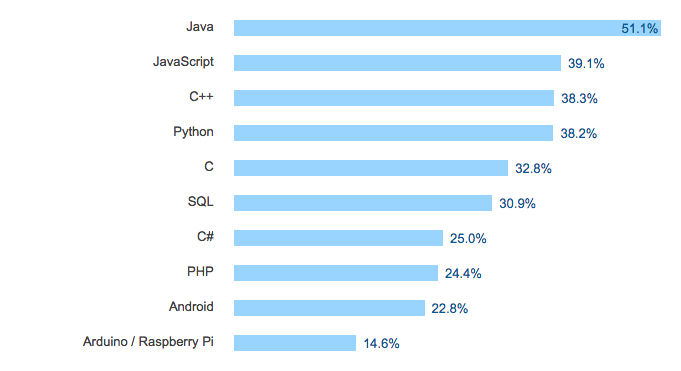 Java 51.1%
JavaScript 39.1%
C++ 38.3%
Python 38.2%
C 32.8%
SQL 30.9%
C# 25.0%
PHP 24.4%
Android 22.8%
Arduino / Raspberry Pi 14.6%